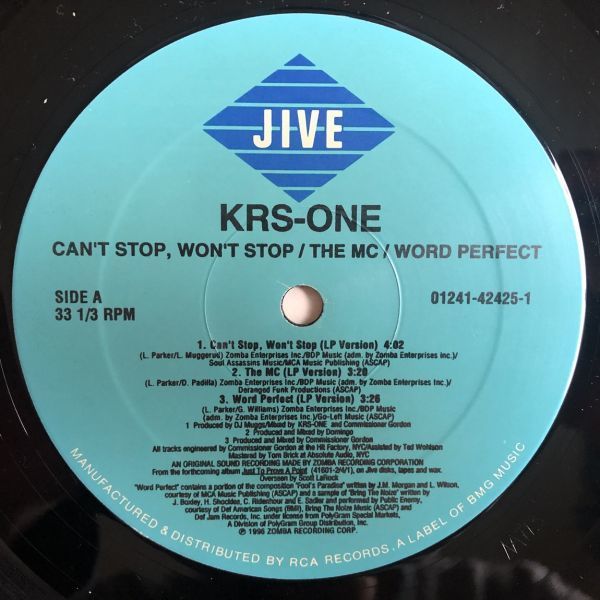 JIVE
KRS-ONE
CAN'T STOP, WON'T STOP / THE MC / WORD PERFECT
SIDE A
33 1/3 RPM
01241-42425-1
1. Can't Stop, Won't Stop (LP Version) 4:02
(L. Parker/L. Muggerud) Zomba Enterprises Inc./BDP Music (adm. by Zomba Enterprises Inc.)/
Soul Assassins Music/MCA Music Publishing (ASCAP)
2. The MC (LP Version) 3:20
(L. Parker/D. Padilla) Zomba Enterprises Inc./BDP Music (adm. by Zomba Enterprises Inc.)/
Deranged Funk Productions (ASCAP)
3. Word Perfect (LP Version) 3:26
(L. Parker/G. Williams) Zomba Enterprises Inc./BDP Music
(adm. by Zomba Enterprises Inc.)/Go-Left Music (ASCAP)
1 Produced by DJ Muggs/Mixed by KRS-ONE and Commissioner Gordon
2 Produced and Mixed by Domingo
3 Produced and Mixed by Commissioner Gordon
All tracks engineered by Commissioner Gordon at the Hit Factory, NYC/Assisted by Ted Wohlsen
Mastered by Tom Brick at Absolute Audio, NYC
AN ORIGINAL SOUND RECORDING MADE BY ZOMBA RECORDING CORPORATION
From the forthcoming album Just To Prove A Point (41601-2/4/1), on Jive disks, tapes and wax.
Overseen by Scott LaRock
"Word Perfect" contains a portion of the composition "Fool's Paradise" written by J.M. Morgan and L. Wilson,
courtesy of MCA Music Publishing (ASCAP) & a sample of "Bring The Noize" written by
J. Boxley, H. Shocklee, C. Ridenhour and E. Sadler and performed by Public Enemy,
courtesy of Def American Songs (BMI), Bring The Noize Music (ASCAP) and
Def Jam Records, Inc. under license from PolyGram Special Markets,
A Division of PolyGram Group Distribution, Inc.
℗ 1996 ZOMBA RECORDING CORP.
MANUFACTURED & DISTRIBUTED BY RCA RECORDS, A LABEL OF BMG MUSIC